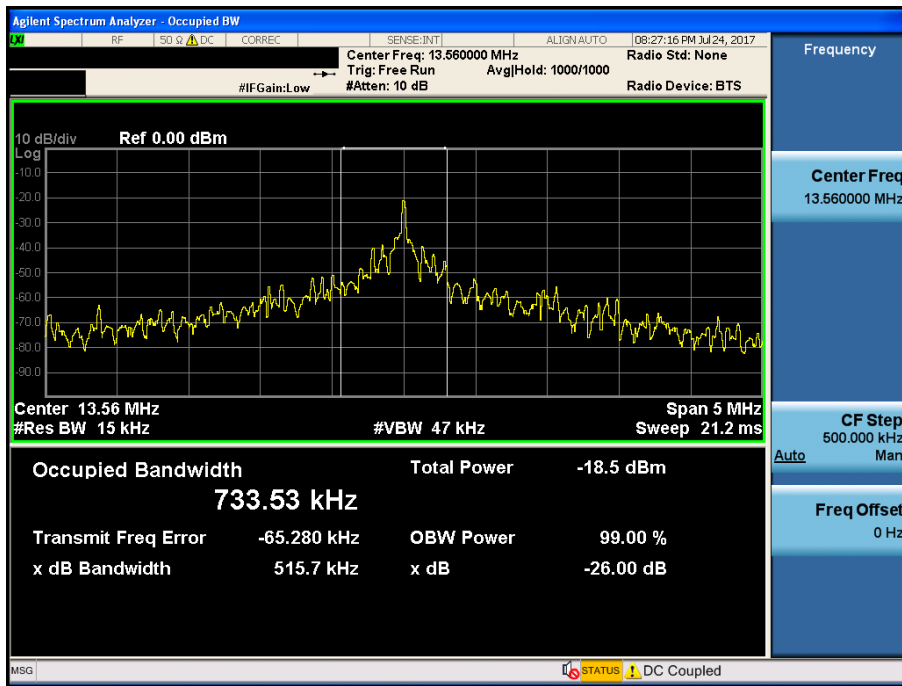 Agilent Spectrum Analyzer - Occupied BW
LXI RF 50 Ω DC CORREC SENSE:INT ALIGN AUTO 08:27:16 PM Jul 24, 2017
Center Freq: 13.560000 MHz Radio Std: None
Trig: Free Run Avg|Hold: 1000/1000
#IFGain:Low #Atten: 10 dB Radio Device: BTS
10 dB/div Ref 0.00 dBm
Log
-10.0
-20.0
-30.0
-40.0
-50.0
-60.0
-70.0
-80.0
-90.0
Center 13.56 MHz Span 5 MHz
#Res BW 15 kHz #VBW 47 kHz Sweep 21.2 ms
Occupied Bandwidth Total Power -18.5 dBm
733.53 kHz
Transmit Freq Error -65.280 kHz OBW Power 99.00 %
x dB Bandwidth 515.7 kHz x dB -26.00 dB
Frequency
Center Freq
13.560000 MHz
CF Step
500.000 kHz
Auto Man
Freq Offset
0 Hz
MSG STATUS DC Coupled